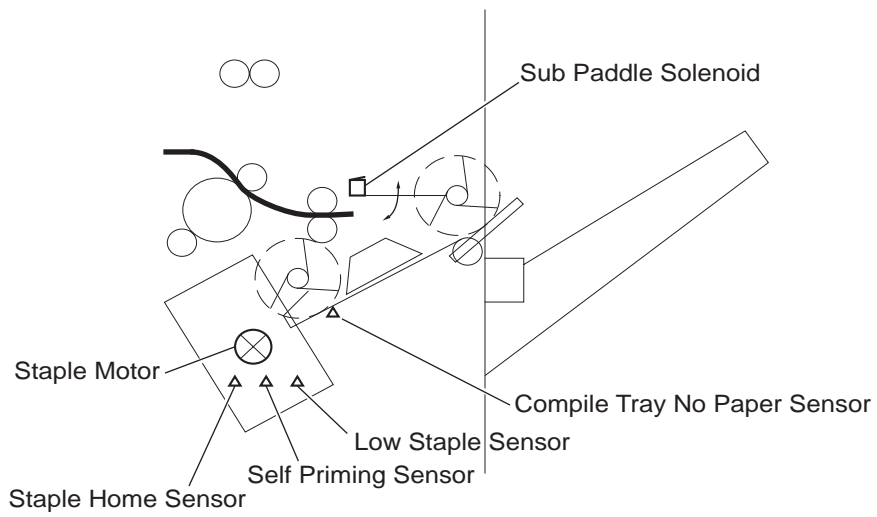 Sub Paddle Solenoid
Staple Motor
Compile Tray No Paper Sensor
Low Staple Sensor
Self Priming Sensor
Staple Home Sensor